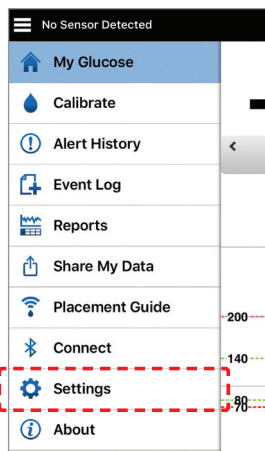 No Sensor Detected
My Glucose
Calibrate
Alert History
Event Log
Reports
Share My Data
Placement Guide
200
Connect
140
Settings
80
70
About